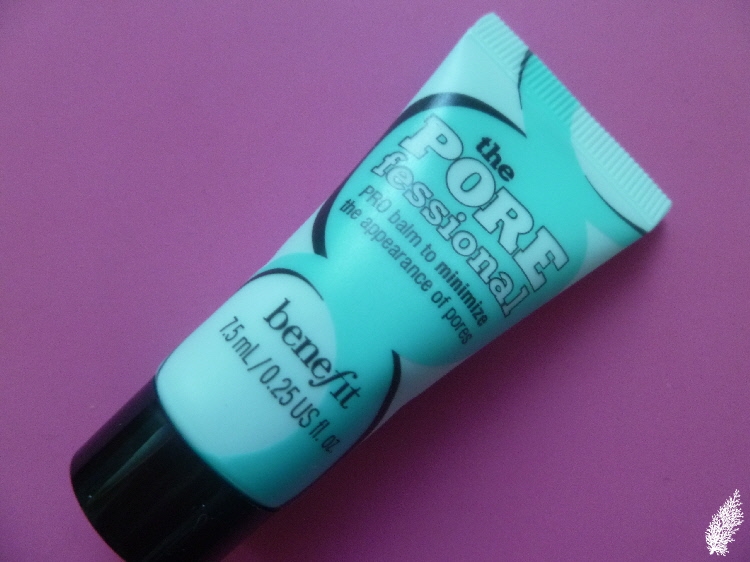 the
PORE
fessional
PRO balm to minimize
the appearance of pores
benefit
7.5 mL / 0.25 US fl. oz.